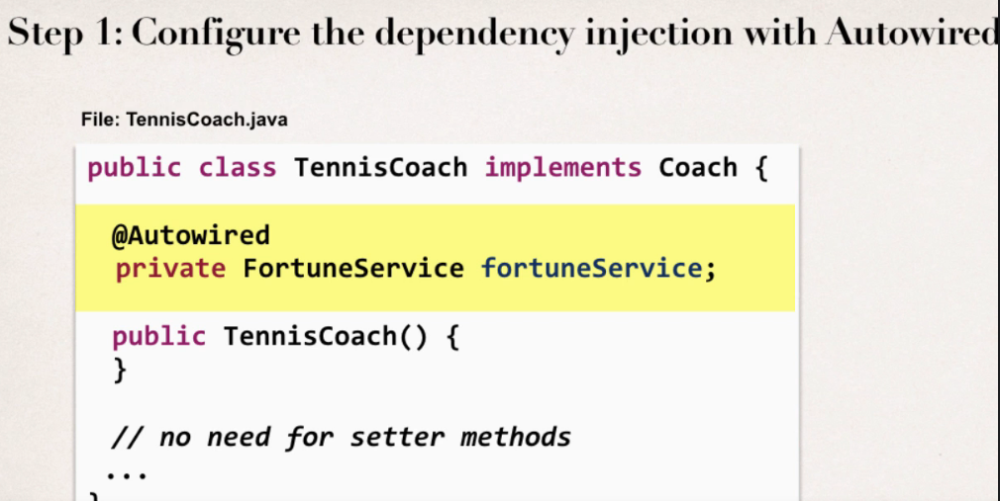 Step 1: Configure the dependency injection with Autowired
File: TennisCoach.java
public class TennisCoach implements Coach {
@Autowired
private FortuneService fortuneService;
public TennisCoach() {
}
// no need for setter methods
...
}